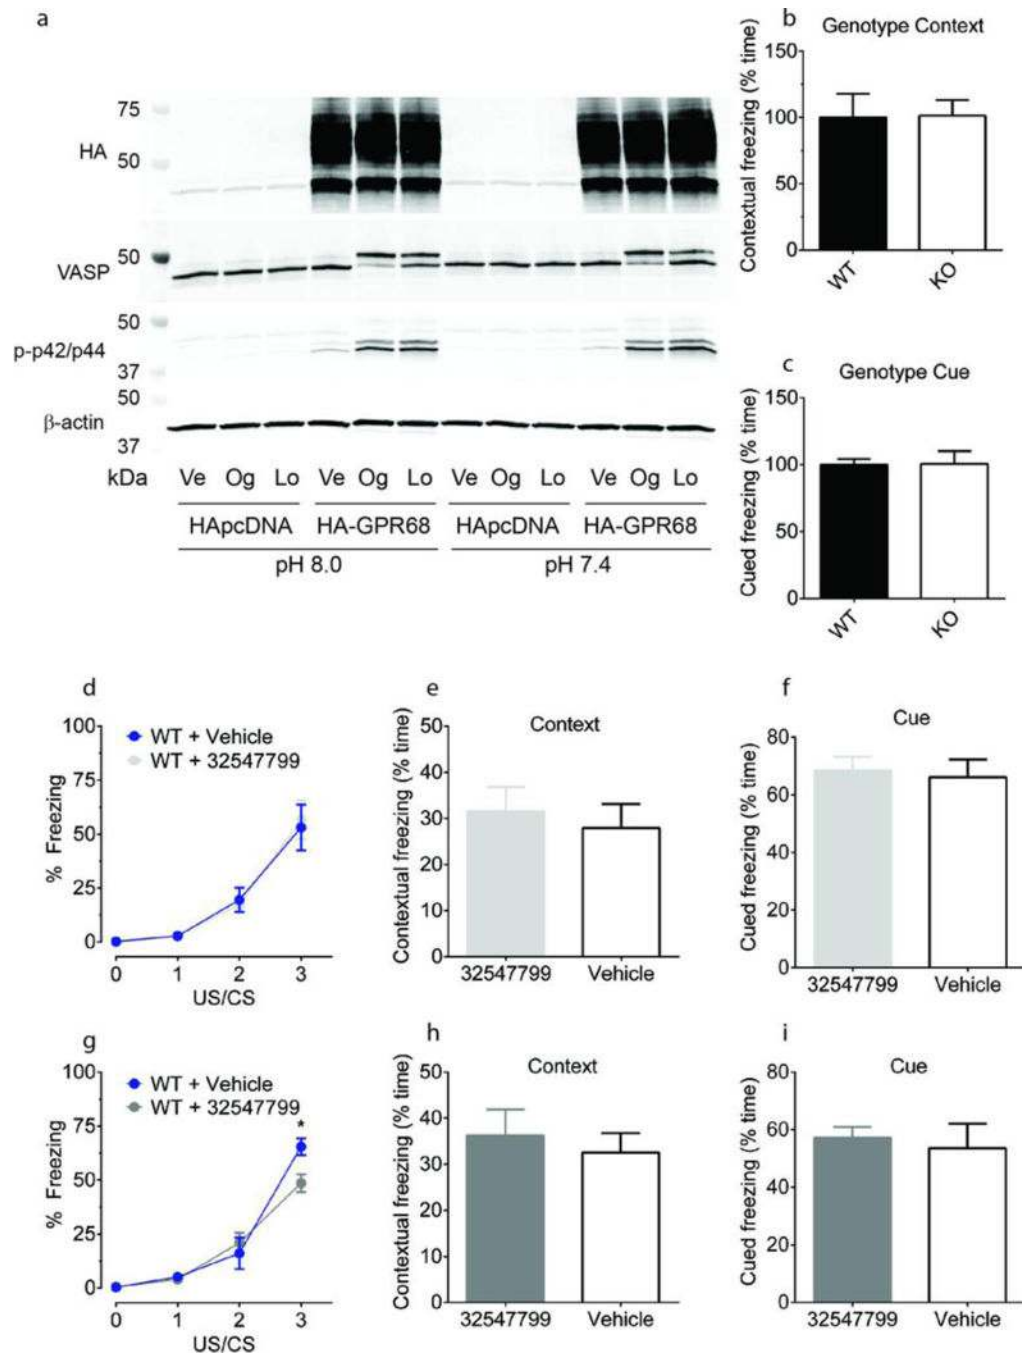 a
75
HA
50
50
VASP
50
p-p42/p44
37
50
β-actin
37
kDa Ve Og Lo Ve Og Lo Ve Og Lo Ve Og Lo
HApcDNA HA-GPR68 HApcDNA HA-GPR68
pH 8.0 pH 7.4
b
Genotype Context
Contextual freezing (% time)
150
100
50
0
WT KO
c
Genotype Cue
Cued freezing (% time)
150
100
50
0
WT KO
d
% Freezing
100
75
50
25
0
WT + Vehicle
WT + 32547799
0 1 2 3
US/CS
e
Context
Contextual freezing (% time)
50
40
30
20
10
0
32547799 Vehicle
f
Cue
Cued freezing (% time)
80
60
40
20
0
32547799 Vehicle
g
% Freezing
100
75
50
25
0
WT + Vehicle
WT + 32547799
*
0 1 2 3
US/CS
h
Context
Contextual freezing (% time)
50
40
30
20
10
0
32547799 Vehicle
i
Cue
Cued freezing (% time)
80
60
40
20
0
32547799 Vehicle